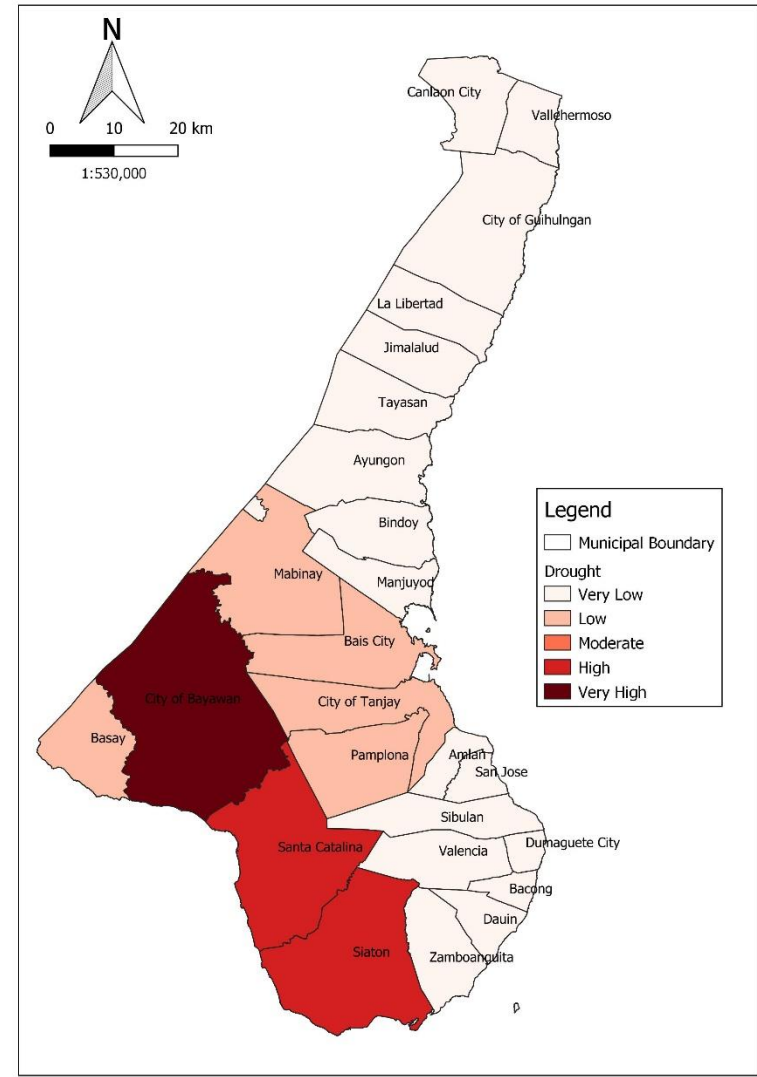 N
0 10 20 km
1:530,000
Canlaon City
Vallehermoso
City of Guihulngan
La Libertad
Jimalalud
Tayasan
Ayungon
Bindoy
Mabinay
Manjuyod
Bais City
City of Bayawan
City of Tanjay
Basay
Pamplona
Amlan
San Jose
Sibulan
Santa Catalina
Valencia
Dumaguete City
Bacong
Dauin
Siaton
Zamboanguita
Legend
Municipal Boundary
Drought
Very Low
Low
Moderate
High
Very High